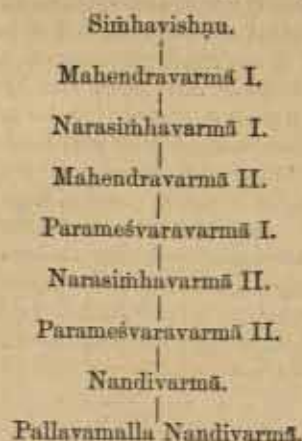 Siṁhavishṇu.
Mahendravarmā I.
Narasiṁhavarmā I.
Mahendravarmā II.
Parameśvaravarmā I.
Narasiṁhavarmā II.
Parameśvaravarmā II.
Nandivarmā.
Pallavamalla Nandivarmā.